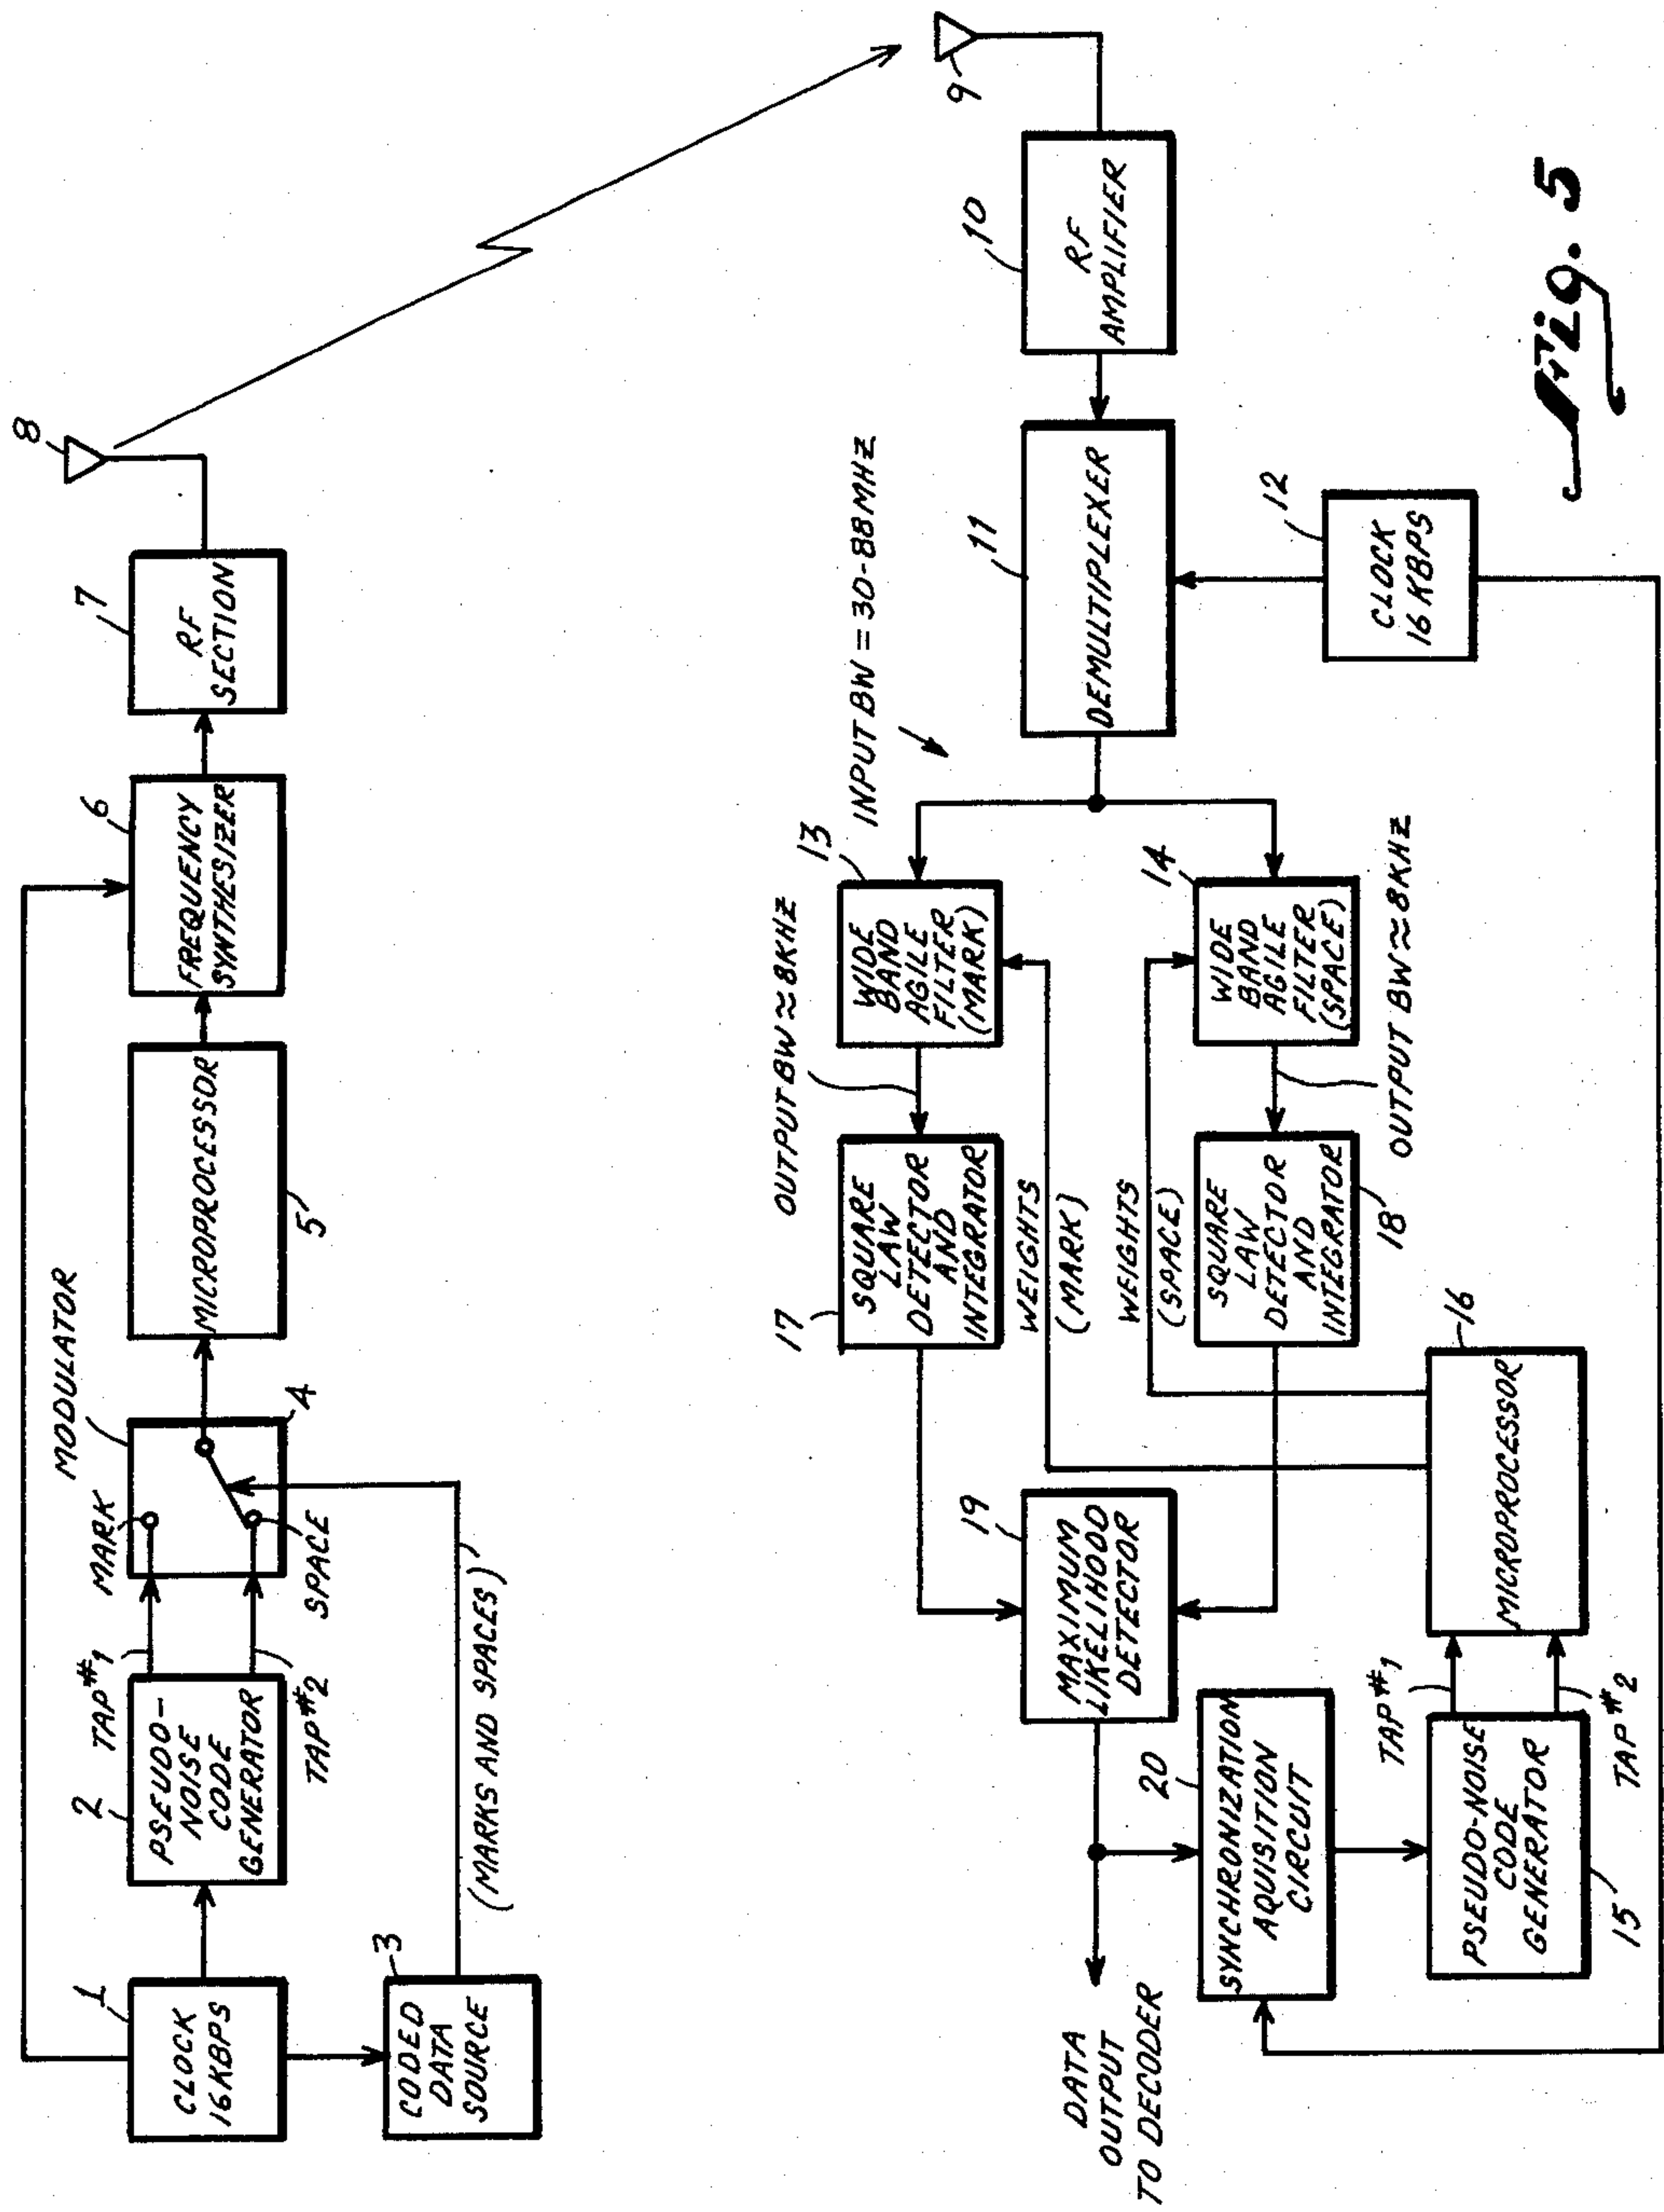 8
CLOCK
16KBPS
1
PSEUDO-
NOISE
CODE
GENERATOR
2
TAP #1
TAP #2
MARK
SPACE
MODULATOR
4
MICROPROCESSOR
5
FREQUENCY
SYNTHESIZER
6
RF
SECTION
7
CODED
DATA
SOURCE
3
(MARKS AND SPACES)
9
RF
AMPLIFIER
10
DEMULTIPLEXER
11
INPUT BW = 30-88MHZ
CLOCK
16 KBPS
12
WIDE
BAND
AGILE
FILTER
(MARK)
13
OUTPUT BW≈8KHZ
WIDE
BAND
AGILE
FILTER
(SPACE)
14
OUTPUT BW≈8KHZ
SQUARE
LAW
DETECTOR
AND
INTEGRATOR
17
WEIGHTS
(MARK)
WEIGHTS
(SPACE)
SQUARE
LAW
DETECTOR
AND
INTEGRATOR
18
MAXIMUM
LIKELIHOOD
DETECTOR
19
MICROPROCESSOR
16
SYNCHRONIZATION
AQUISITION
CIRCUIT
20
TAP #1
TAP #2
PSEUDO-NOISE
CODE
GENERATOR
15
DATA
OUTPUT
TO DECODER
Fig. 5